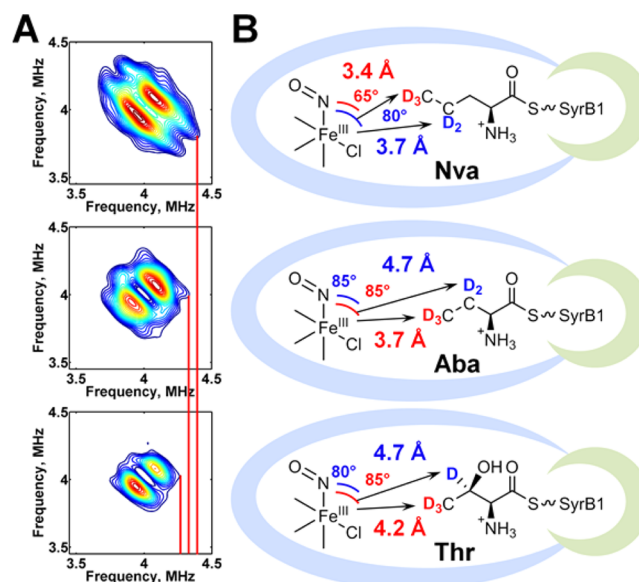 A
B
4.5
4
3.5
Frequency, MHz
3.5 4 4.5
Frequency, MHz
O
N
Fe^III
Cl
3.4 Å
65°
80°
3.7 Å
D3
D2
O
S
SyrB1
+NH3
Nva
4.5
4
3.5
Frequency, MHz
3.5 4 4.5
Frequency, MHz
O
N
Fe^III
Cl
4.7 Å
85° 85°
3.7 Å
D2
D3
O
S
SyrB1
+NH3
Aba
4.5
4
3.5
Frequency, MHz
3.5 4 4.5
Frequency, MHz
O
N
Fe^III
Cl
4.7 Å
80° 85°
4.2 Å
D OH
D3
O
S
SyrB1
+NH3
Thr